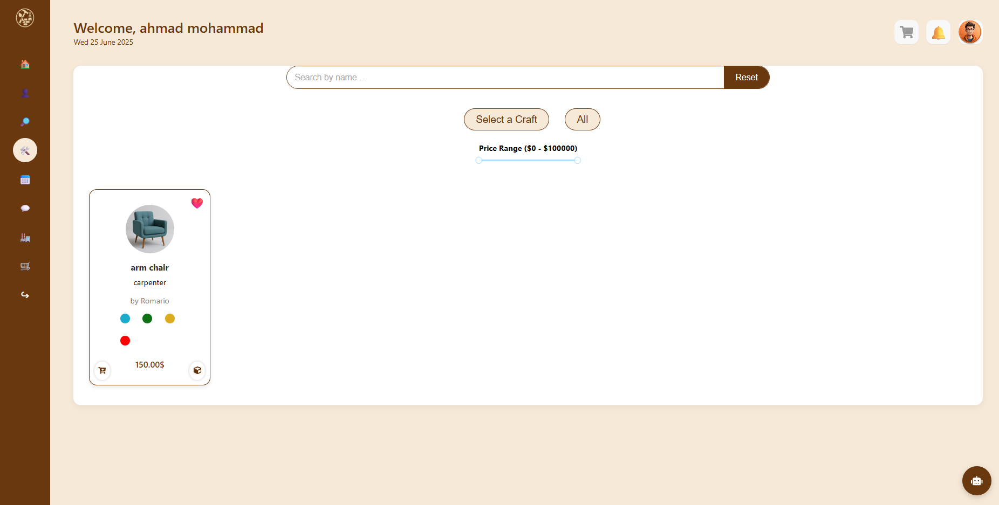 Welcome, ahmad mohammad
Wed 25 June 2025
Search by name ...
Reset
Select a Craft
All
Price Range ($0 - $100000)
arm chair
carpenter
by Romario
150.00$